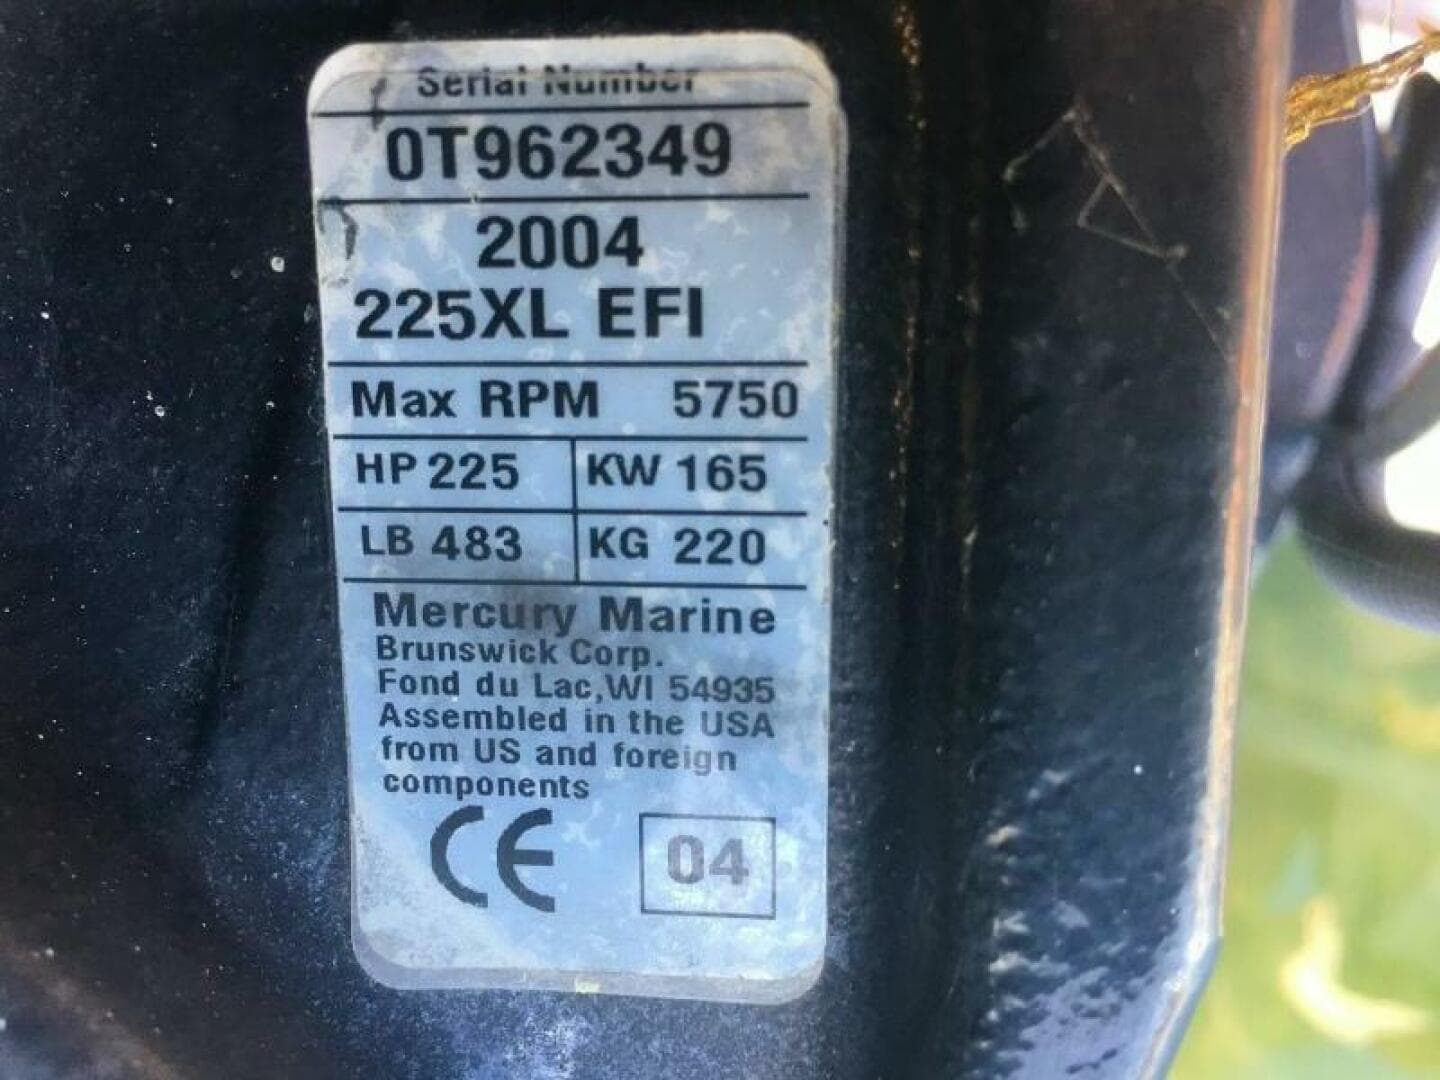 Serial Number
0T962349
2004
225XL EFI
Max RPM 5750
HP 225 KW 165
LB 483 KG 220
Mercury Marine
Brunswick Corp.
Fond du Lac,WI 54935
Assembled in the USA
from US and foreign
components
CE 04